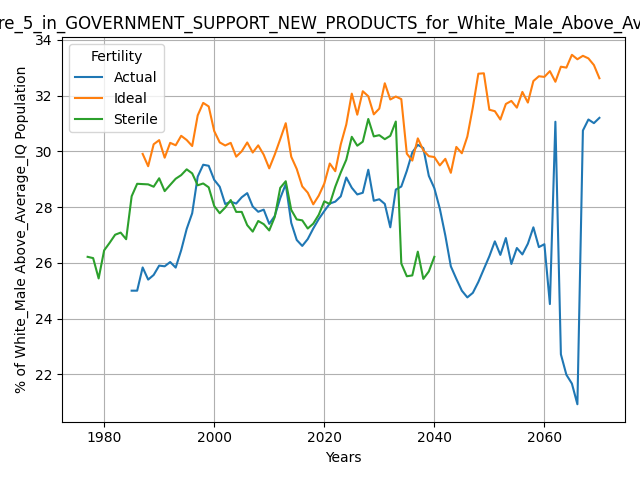 re_5_in_GOVERNMENT_SUPPORT_NEW_PRODUCTS_for_White_Male_Above_Av
Fertility
Actual
Ideal
Sterile
% of White_Male Above_Average_IQ Population
34
32
30
28
26
24
22
1980
2000
2020
2040
2060
Years